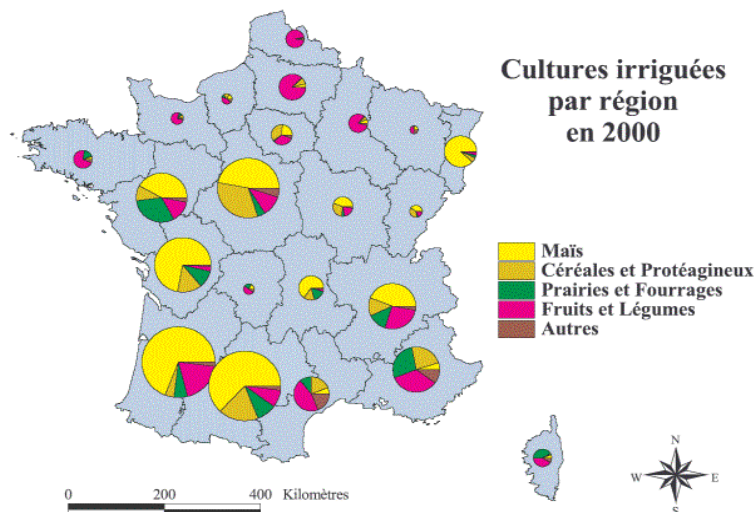 Cultures irriguées
par région
en 2000
Maïs
Céréales et Protéagineux
Prairies et Fourrages
Fruits et Légumes
Autres
0 200 400 Kilomètres
N
W E
S